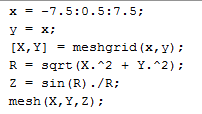 x = -7.5:0.5:7.5;
y = x;
[X,Y] = meshgrid(x,y);
R = sqrt(X.^2 + Y.^2);
Z = sin(R)./R;
mesh(X,Y,Z);